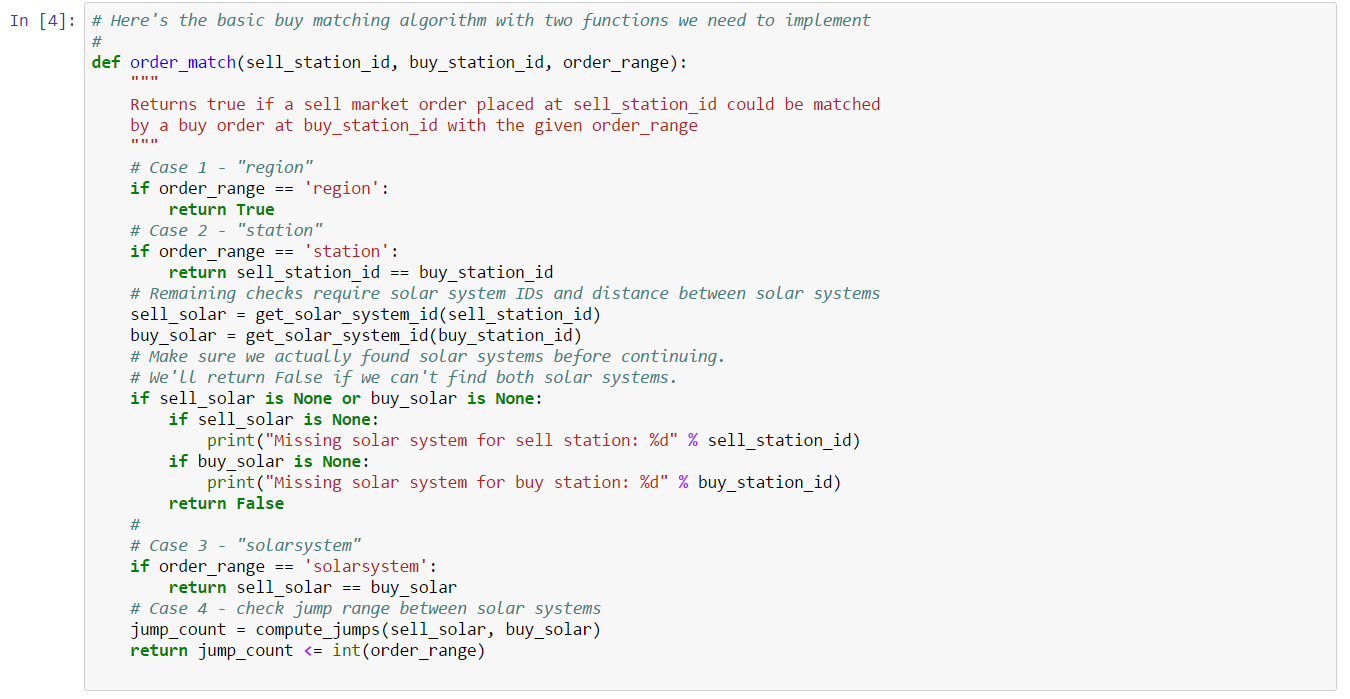 In [4]: # Here's the basic buy matching algorithm with two functions we need to implement
#
def order_match(sell_station_id, buy_station_id, order_range):
    """
    Returns true if a sell market order placed at sell_station_id could be matched
    by a buy order at buy_station_id with the given order_range
    """
    # Case 1 - "region"
    if order_range == 'region':
        return True
    # Case 2 - "station"
    if order_range == 'station':
        return sell_station_id == buy_station_id
    # Remaining checks require solar system IDs and distance between solar systems
    sell_solar = get_solar_system_id(sell_station_id)
    buy_solar = get_solar_system_id(buy_station_id)
    # Make sure we actually found solar systems before continuing.
    # We'll return False if we can't find both solar systems.
    if sell_solar is None or buy_solar is None:
        if sell_solar is None:
            print("Missing solar system for sell station: %d" % sell_station_id)
        if buy_solar is None:
            print("Missing solar system for buy station: %d" % buy_station_id)
        return False
    #
    # Case 3 - "solarsystem"
    if order_range == 'solarsystem':
        return sell_solar == buy_solar
    # Case 4 - check jump range between solar systems
    jump_count = compute_jumps(sell_solar, buy_solar)
    return jump_count <= int(order_range)